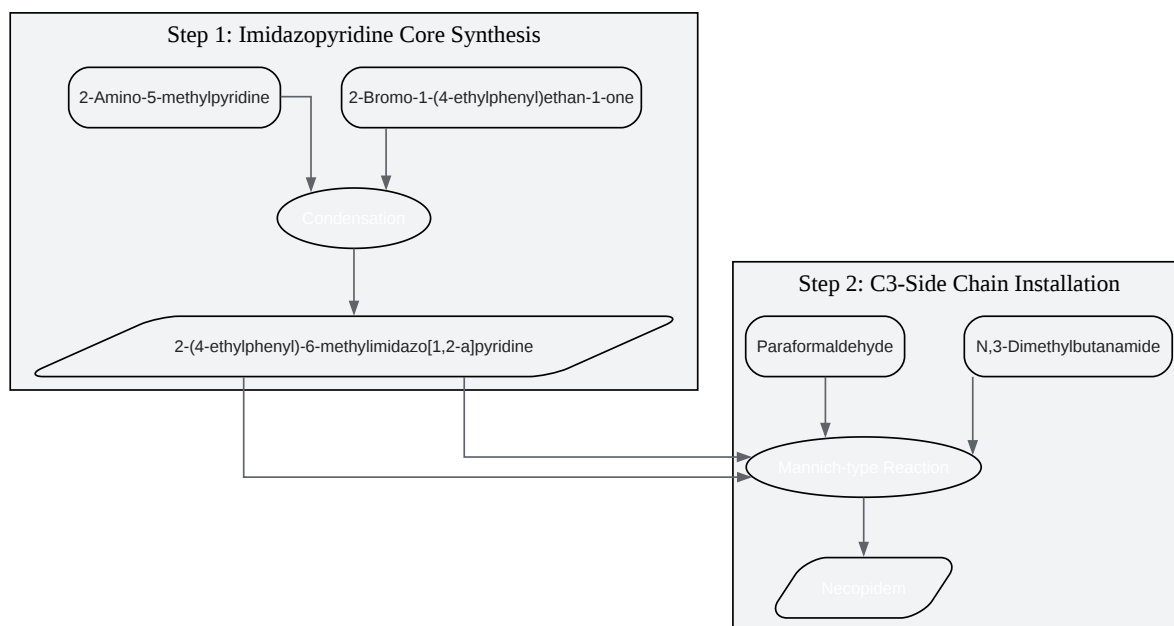 Step 1: Imidazopyridine Core Synthesis
2-Amino-5-methylpyridine
2-Bromo-1-(4-ethylphenyl)ethan-1-one
Condensation
2-(4-ethylphenyl)-6-methylimidazo[1,2-a]pyridine
Step 2: C3-Side Chain Installation
Paraformaldehyde
N,3-Dimethylbutanamide
Mannich-type Reaction
Necopidem